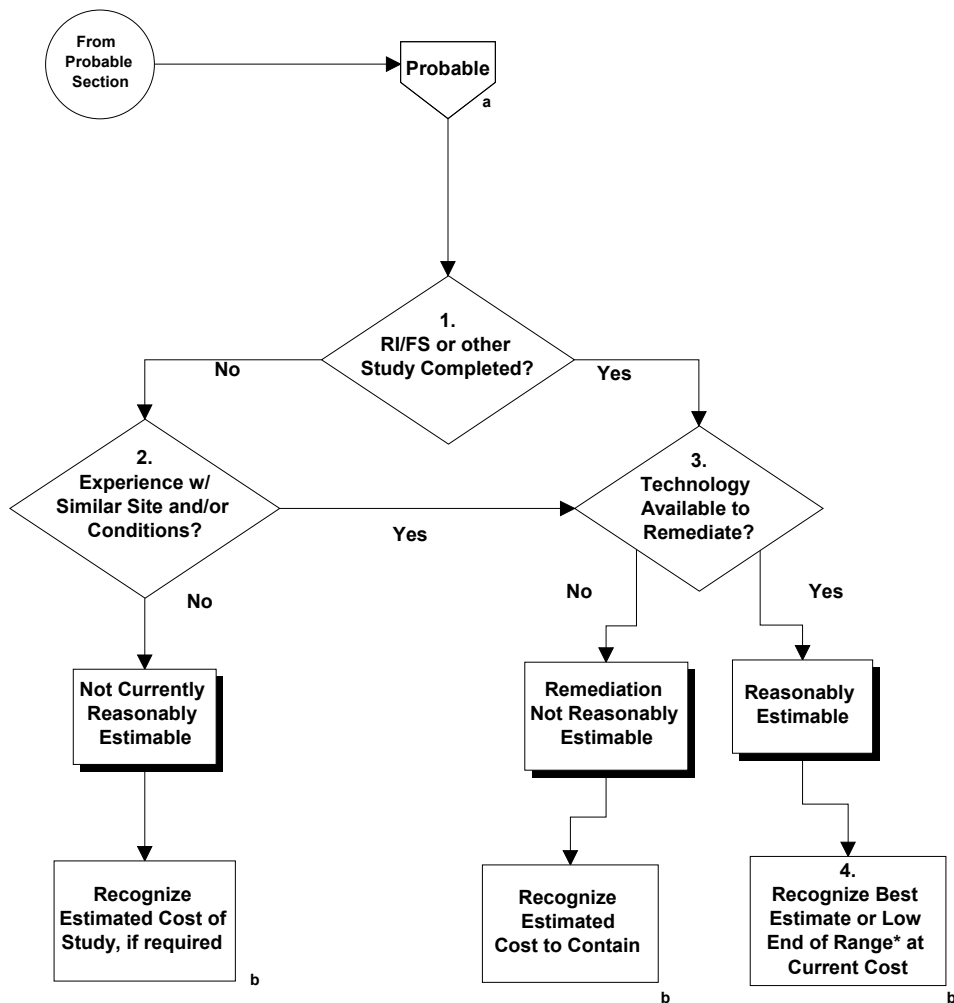 From
Probable
Section
Probable
a
1.
RI/FS or other
Study Completed?
No
Yes
2.
Experience w/
Similar Site and/or
Conditions?
Yes
3.
Technology
Available to
Remediate?
No
No
Yes
Not Currently
Reasonably
Estimable
Remediation
Not Reasonably
Estimable
Reasonably
Estimable
Recognize
Estimated Cost of
Study, if required
b
Recognize
Estimated
Cost to Contain
b
4.
Recognize Best
Estimate or Low
End of Range* at
Current Cost
b